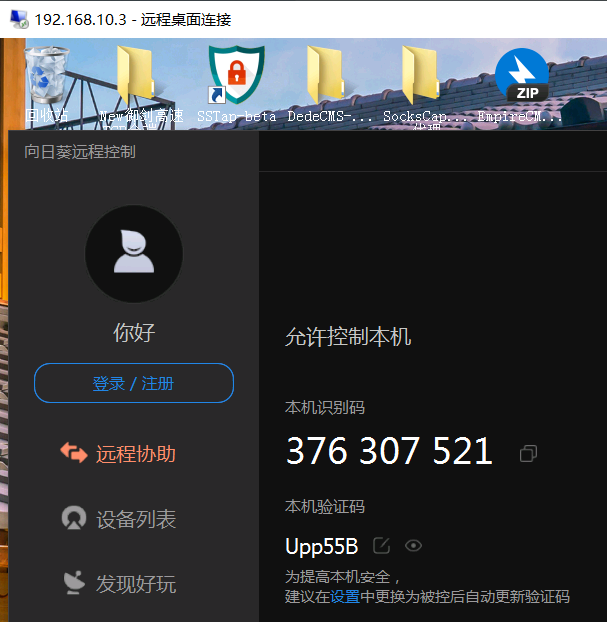 192.168.10.3 - 远程桌面连接
ZIP
回收站 New御剑高速 SSTap beta DedeCMS-... SocksCap... EmpireCM...
代理
向日葵远程控制
你好
登录 / 注册
远程协助
设备列表
发现好玩
允许控制本机
本机识别码
376 307 521
本机验证码
Upp55B
为提高本机安全，
建议在设置中更换为被控后自动更新验证码